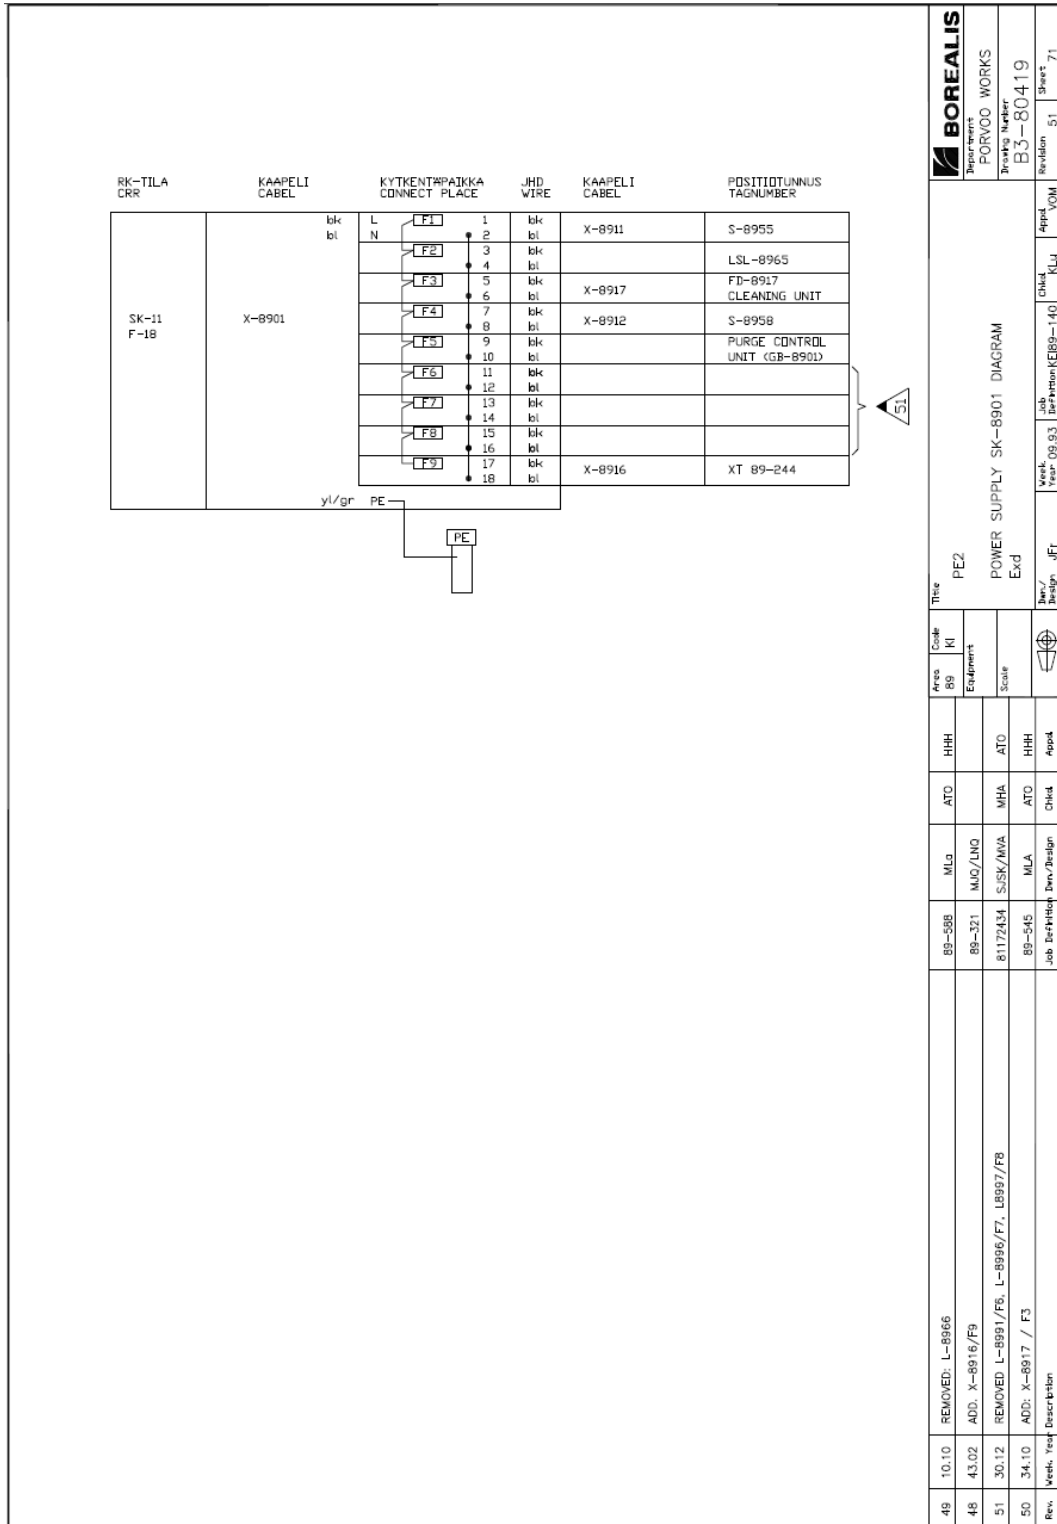 RK-TILA KAAPELI KYTKENTÄPAIKKA JHD KAAPELI POSITIOTUNNUS
CRR CABEL CONNECT PLACE WIRE CABEL TAGNUMBER
bk L F1 1 bk X-8911 S-8955
bl N 2 bl
F2 3 bk LSL-8965
4 bl
F3 5 bk X-8917 FD-8917
6 bl CLEANING UNIT
SK-11 X-8901 F4 7 bk X-8912 S-8958
F-18 8 bl
F5 9 bk PURGE CONTROL
10 bl UNIT (GB-8901)
F6 11 bk
12 bl
F7 13 bk
14 bl
F8 15 bk
16 bl
F9 17 bk X-8916 XT 89-244
18 bl
yl/gr PE
PE
51
BOREALIS
Department
PORVOO WORKS
Drawing Number
B3-80419
Revision 51 Sheet 71
Title
PE2
POWER SUPPLY SK-8901 DIAGRAM
Exd
Dwn./Design JFr Week Year 09.93 Job Definition KEI89-140 Chkd. KLu Appd. VOM
Area 89 Code KI
Equipment
Scale
49 10.10 REMOVED: L-8966 89-588 MLa ATO HHH
48 43.02 ADD. X-8916/F9 89-321 MJQ/LNQ
51 30.12 REMOVED L-8991/F6, L-8996/F7, L8997/F8 81172434 SJSK/MVA MHA ATO
50 34.10 ADD: X-8917 / F3 89-545 MLA ATO HHH
Rev. Week. Year Description Job Definition Dwn./Design Chkd. Appd.